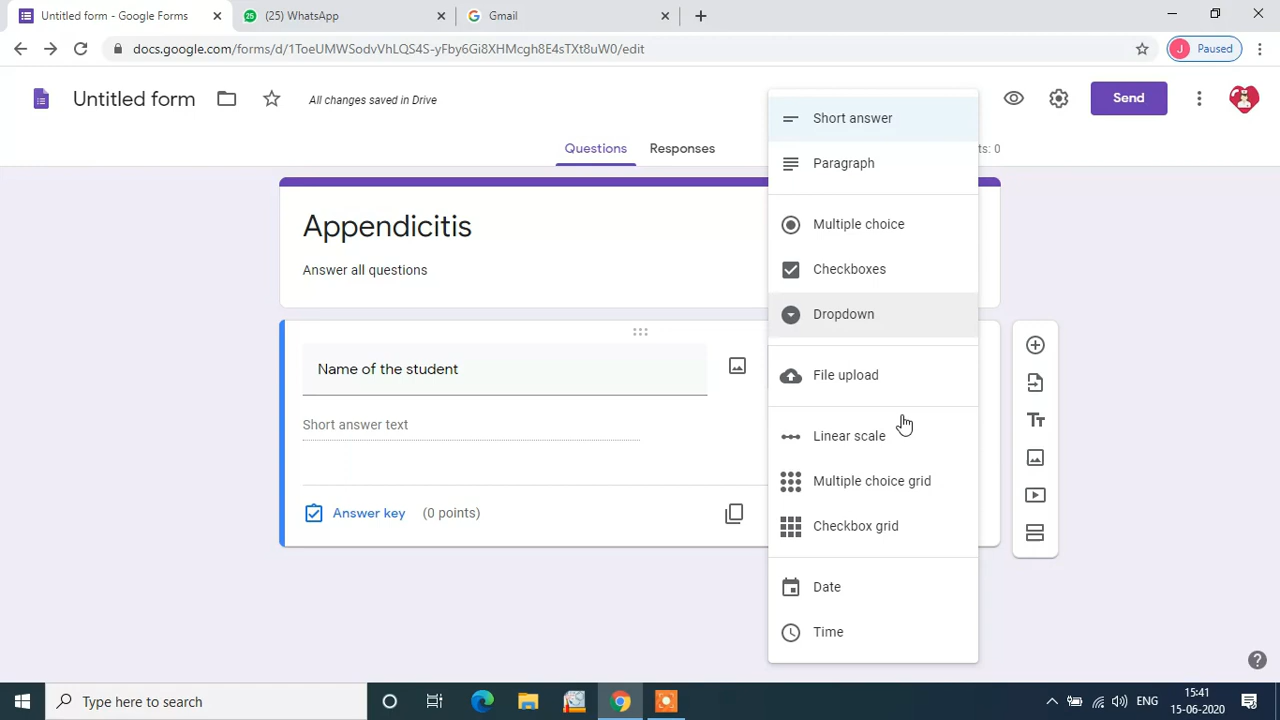 Untitled form - Google Forms
(25) WhatsApp
Gmail
docs.google.com/forms/d/1ToeUMWSodvVhLQS4S-yFby6Gi8XHMcgh8E4sTXt8uW0/edit
J Paused
Untitled form
All changes saved in Drive
Send
Questions
Responses
ts: 0
Appendicitis
Answer all questions
Name of the student
Short answer text
Answer key
(0 points)
Short answer
Paragraph
Multiple choice
Checkboxes
Dropdown
File upload
Linear scale
Multiple choice grid
Checkbox grid
Date
Time
Type here to search
ENG
15:41
15-06-2020